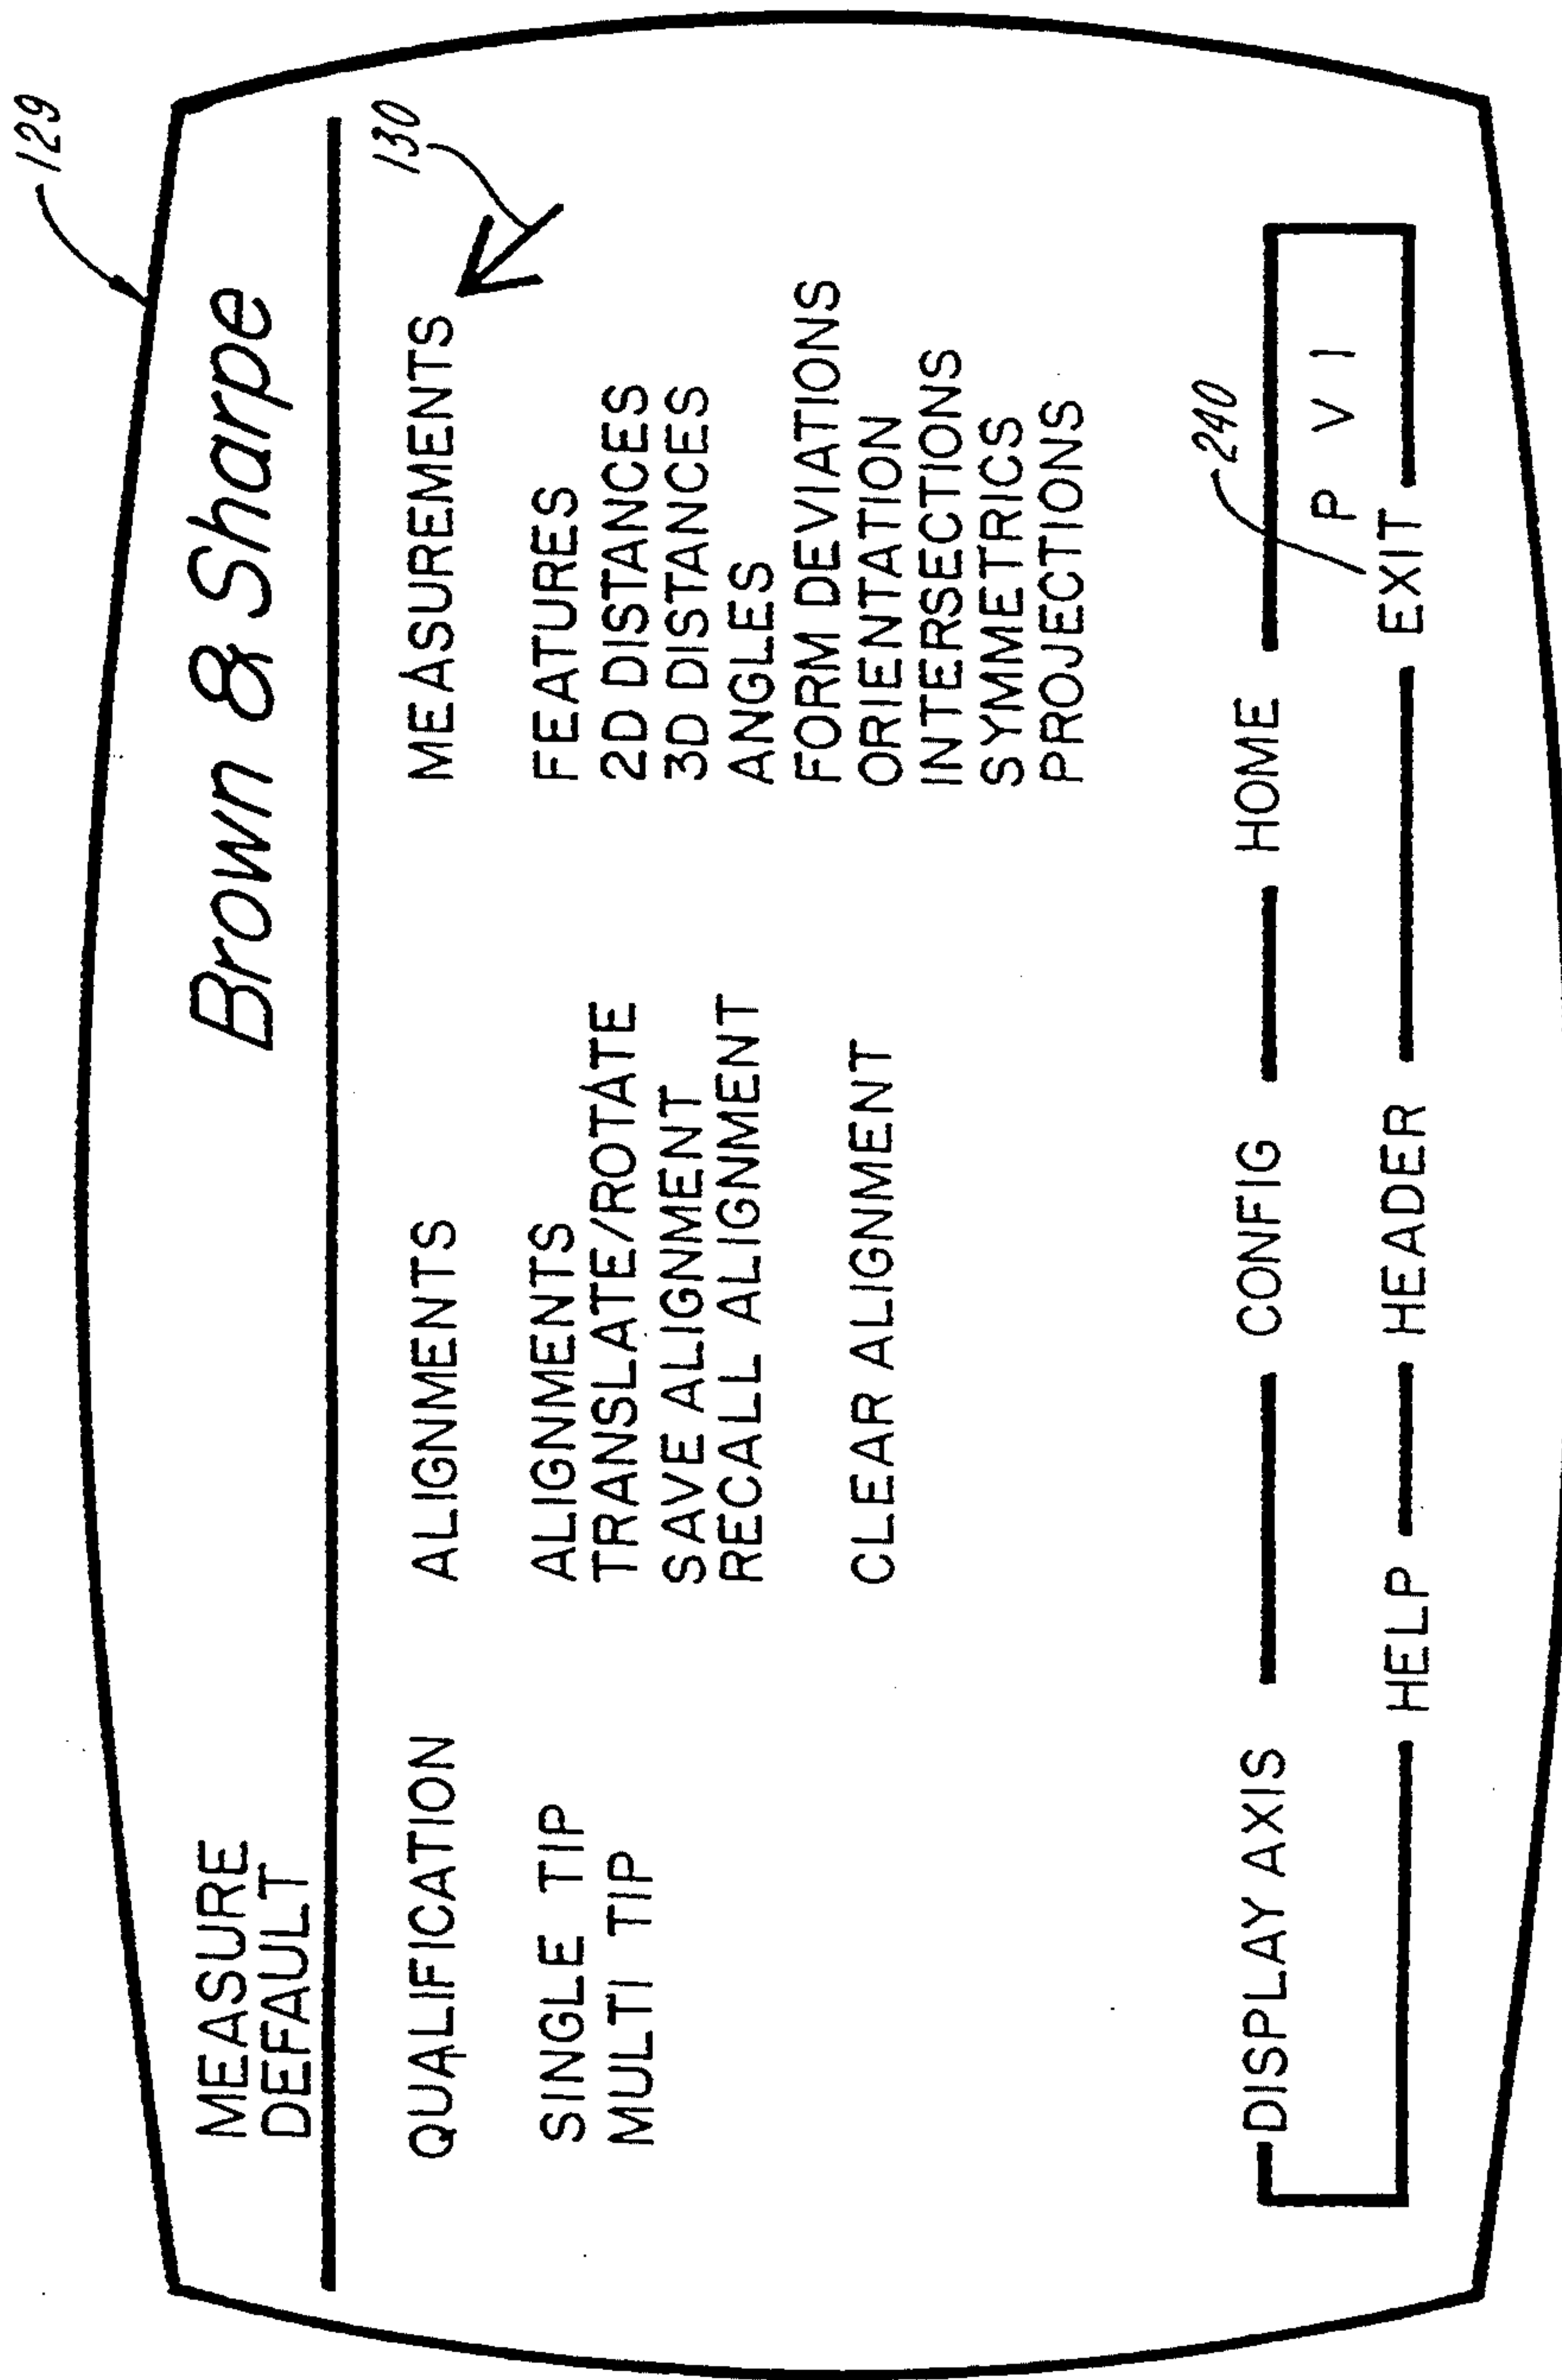 129
MEASURE
DEFAULT
Brown & Sharpe
130
QUALIFICATION
SINGLE TIP
MULTI TIP
ALIGNMENTS
ALIGNMENTS
TRANSLATE/ROTATE
SAVE ALIGNMENT
RECALL ALIGNMENT
CLEAR ALIGNMENT
MEASUREMENTS
FEATURES
2D DISTANCES
3D DISTANCES
ANGLES
FORM DEVIATIONS
ORIENTATION
INTERSECTIONS
SYMMETRICS
PROJECTIONS
240
DISPLAY AXIS CONFIG HOME
P V I
HELP HEADER EXIT